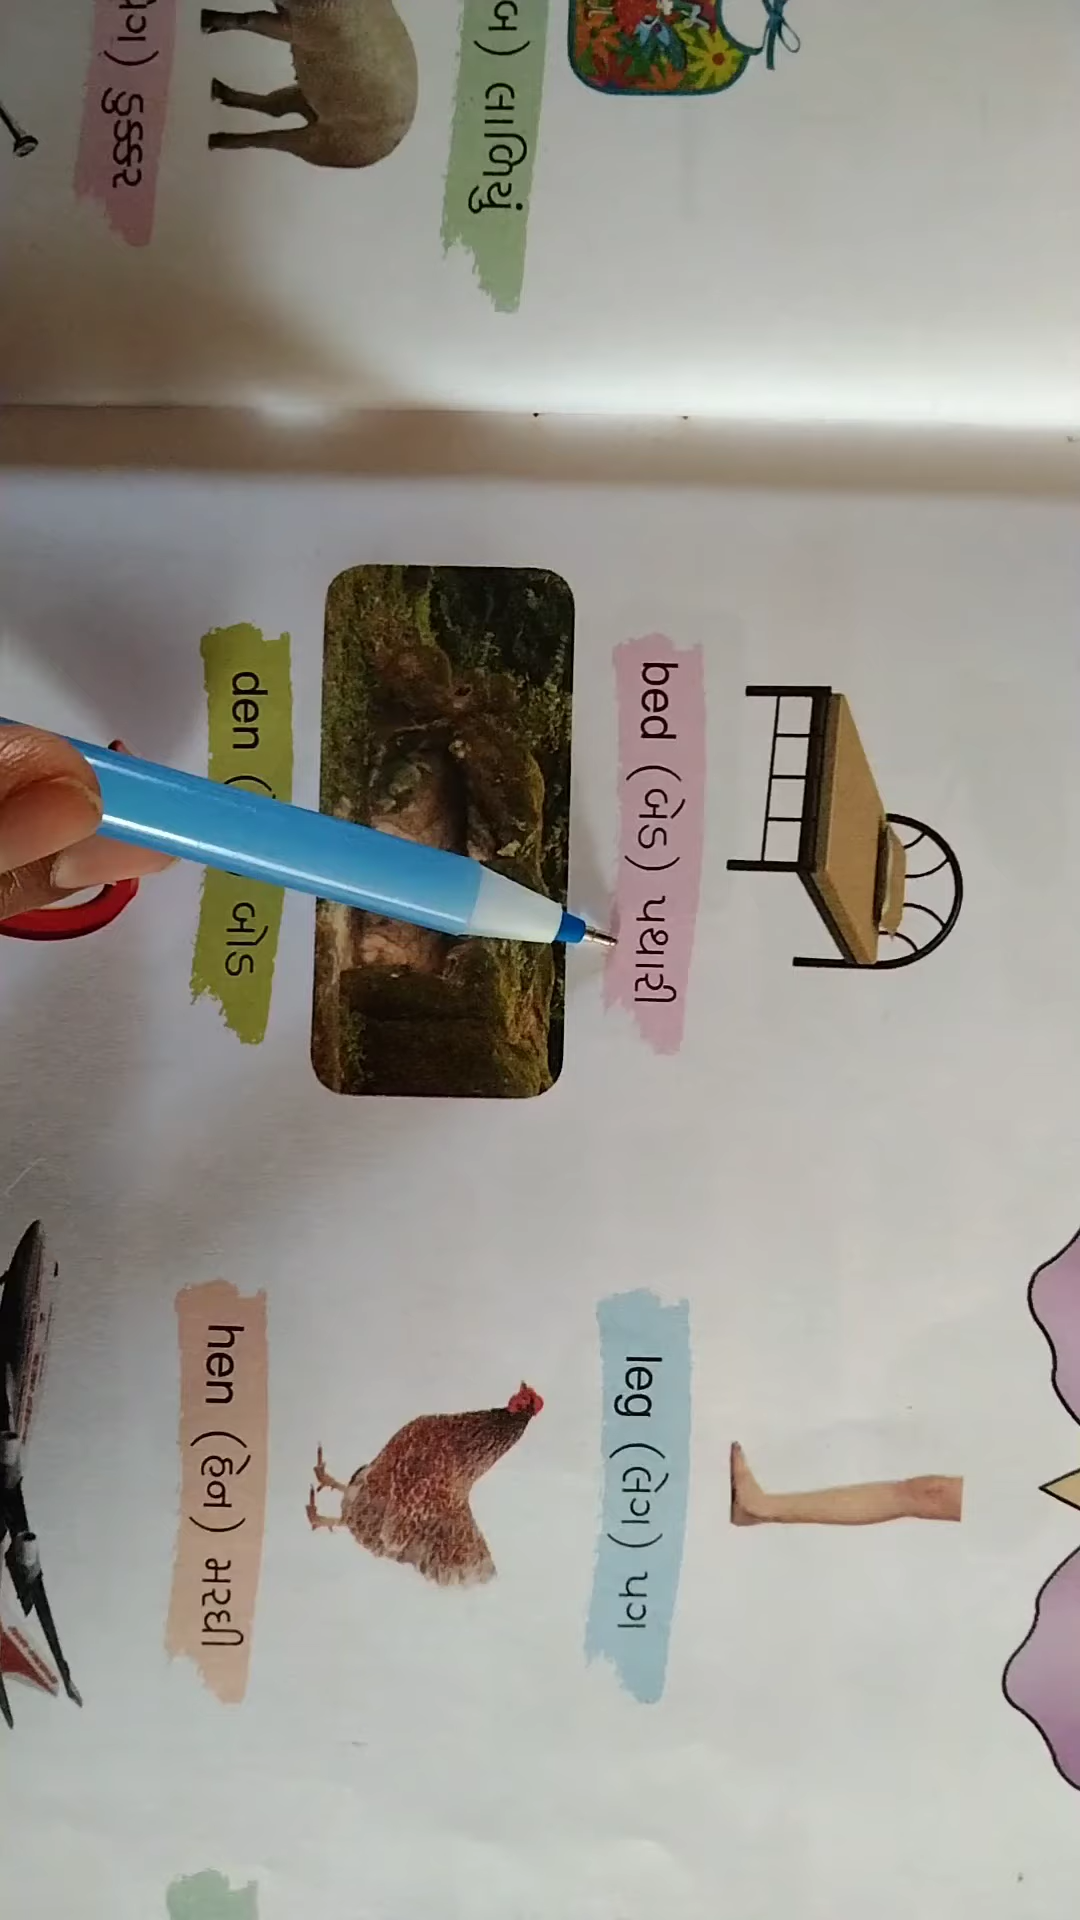 લાળિયું
ડુક્કર
bed (બેડ) પથારી
den ( બોડ
leg (લેગ) પગ
hen (હેન) મરઘી